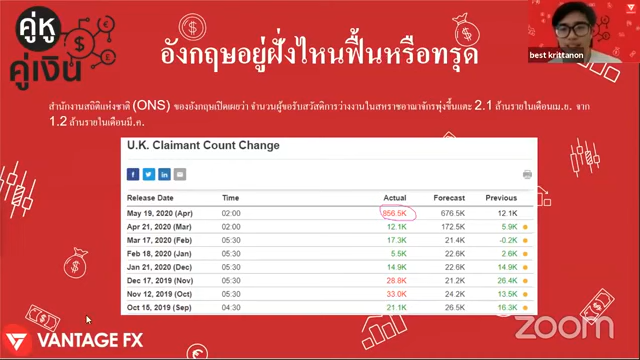 คู่หู
คู่เงิน
อังกฤษอยู่ฝั่งไหนฟื้นหรือทรุด
best krittanon
VANTAGE FX
สำนักงานสถิติแห่งชาติ (ONS) ของอังกฤษเปิดเผยว่า จำนวนผู้ขอรับสวัสดิการว่างงานในสหราชอาณาจักรพุ่งขึ้นแตะ 2.1 ล้านรายในเดือนเม.ย. จาก
1.2 ล้านรายในเดือนมี.ค.
U.K. Claimant Count Change
Release Date Time Actual Forecast Previous
May 19, 2020 (Apr) 02:00 856.5K 676.5K 12.1K
Apr 21, 2020 (Mar) 02:00 12.1K 172.5K 5.9K
Mar 17, 2020 (Feb) 05:30 17.3K 21.4K -0.2K
Feb 18, 2020 (Jan) 05:30 5.5K 22.6K 2.6K
Jan 21, 2020 (Dec) 05:30 14.9K 22.6K 14.9K
Dec 17, 2019 (Nov) 05:30 28.8K 21.2K 26.4K
Nov 12, 2019 (Oct) 05:30 33.0K 24.2K 13.5K
Oct 15, 2019 (Sep) 04:30 21.1K 26.5K 16.3K
VANTAGE FX
zoom